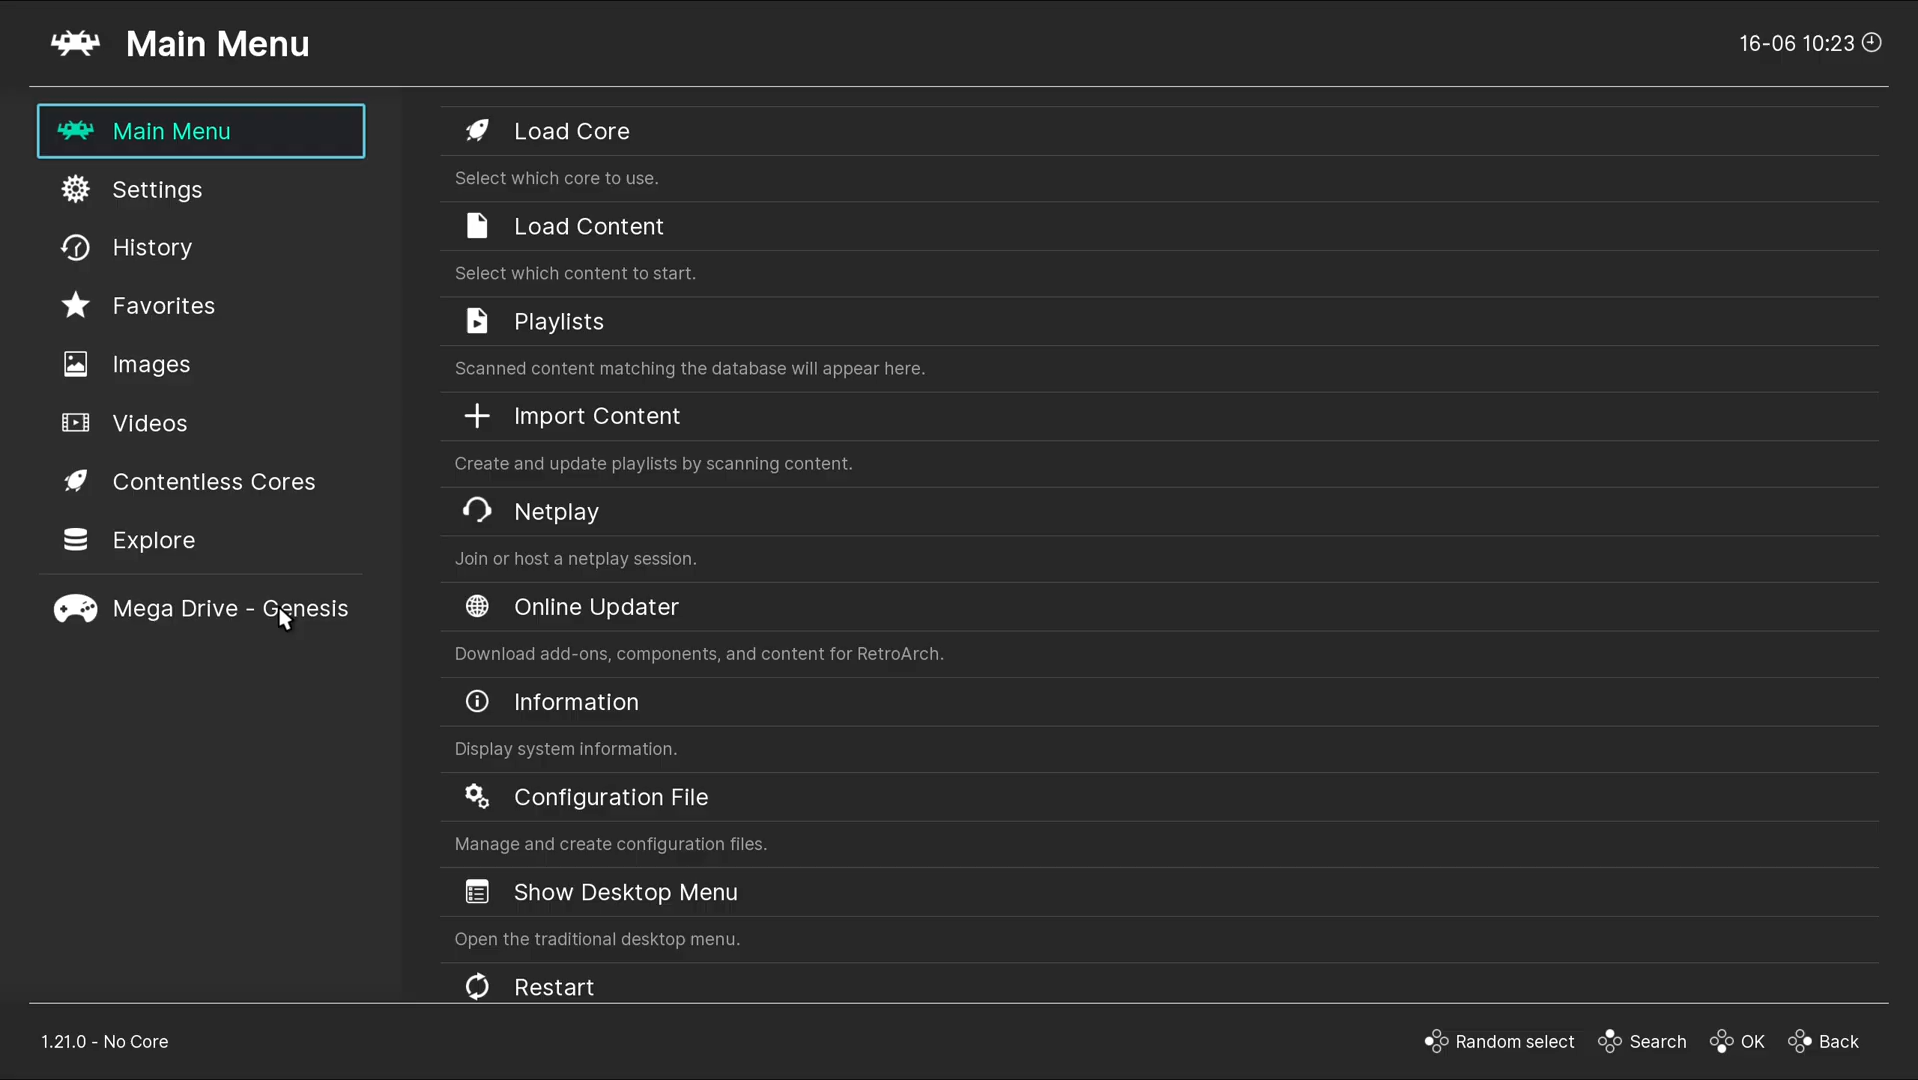 Main Menu
16-06 10:23
Main Menu
Settings
History
Favorites
Images
Videos
Contentless Cores
Explore
Mega Drive - Genesis
Load Core
Select which core to use.
Load Content
Select which content to start.
Playlists
Scanned content matching the database will appear here.
Import Content
Create and update playlists by scanning content.
Netplay
Join or host a netplay session.
Online Updater
Download add-ons, components, and content for RetroArch.
Information
Display system information.
Configuration File
Manage and create configuration files.
Show Desktop Menu
Open the traditional desktop menu.
Restart
1.21.0 - No Core
Random select
Search
OK
Back